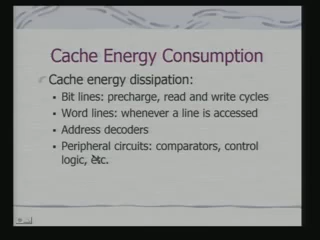 Cache Energy Consumption
Cache energy dissipation:
Bit lines: precharge, read and write cycles
Word lines: whenever a line is accessed
Address decoders
Peripheral circuits: comparators, control
logic, etc.